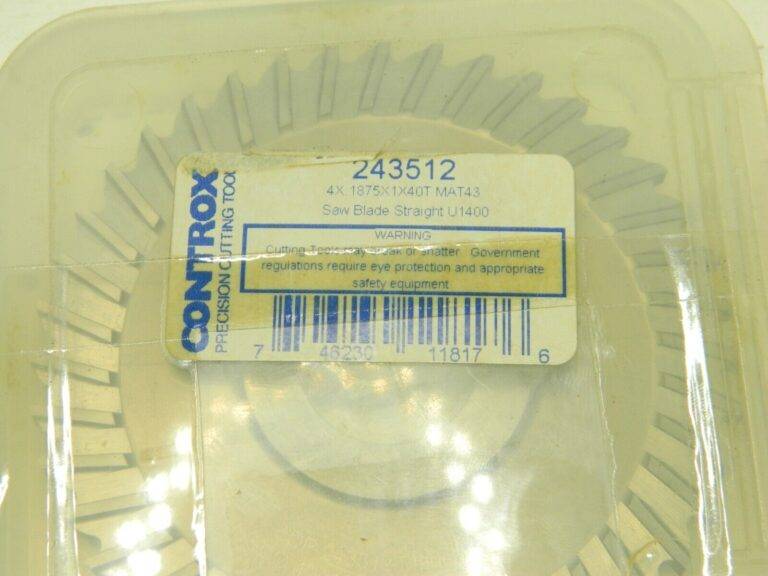 CONTROX
PRECISION CUTTING TOO
243512
4X.1875X1X40T MAT43
Saw Blade Straight U1400
WARNING
Cutting Tools may break or shatter. Government
regulations require eye protection and appropriate
safety equipment
7 46230 11817 6